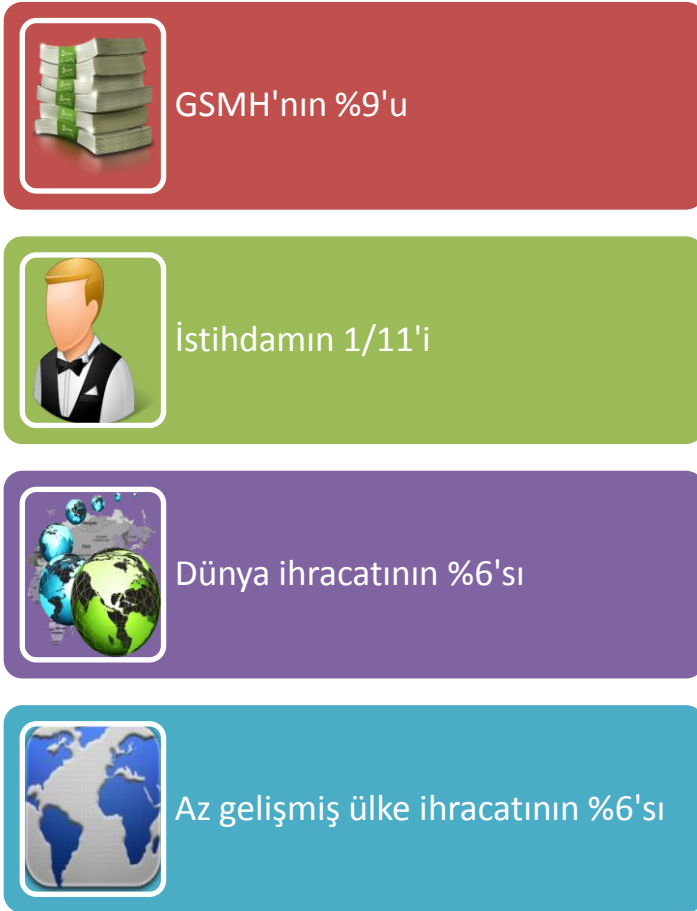 GSMH'nın %9'u
İstihdamın 1/11'i
Dünya ihracatının %6'sı
Az gelişmiş ülke ihracatının %6'sı